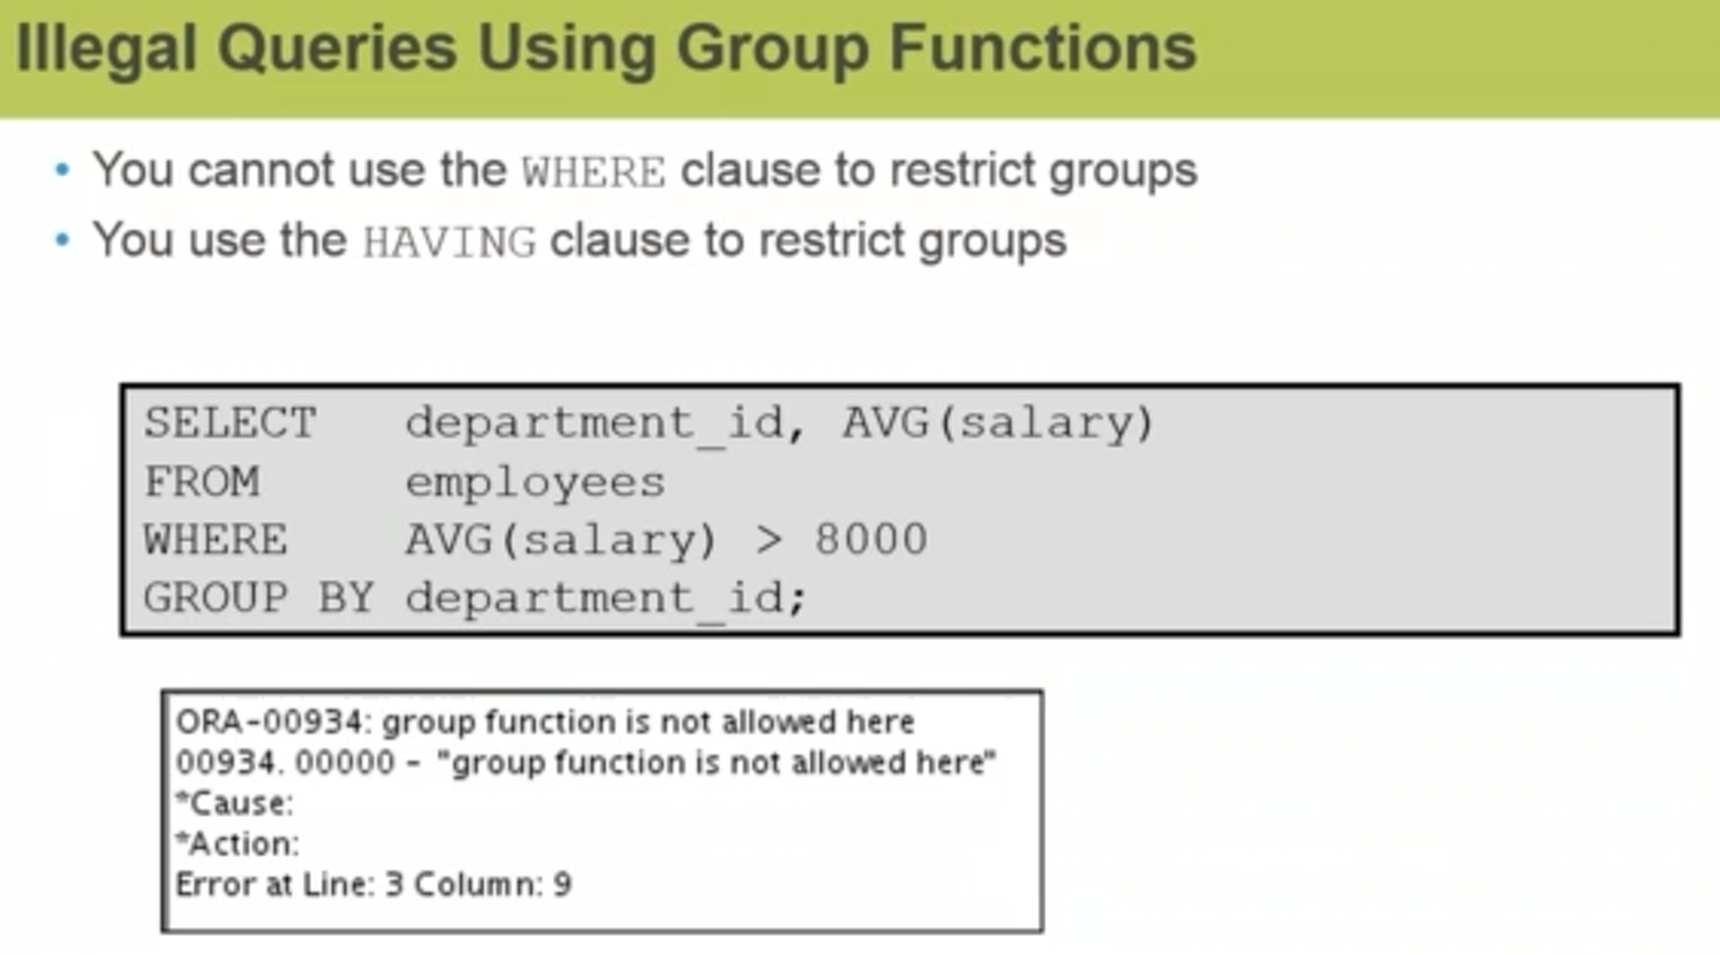 Illegal Queries Using Group Functions
• You cannot use the WHERE clause to restrict groups
• You use the HAVING clause to restrict groups
SELECT department_id, AVG(salary)
FROM employees
WHERE AVG(salary) > 8000
GROUP BY department_id;
ORA-00934: group function is not allowed here
00934. 00000 - "group function is not allowed here"
*Cause:
*Action:
Error at Line: 3 Column: 9